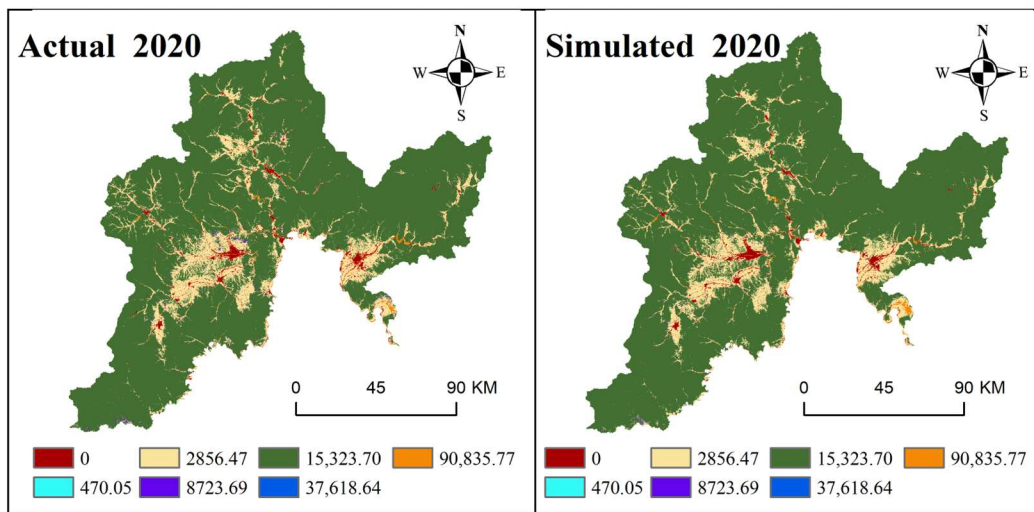 Actual 2020
N
W E
S
0 45 90 KM
0 2856.47 15,323.70 90,835.77
470.05 8723.69 37,618.64
Simulated 2020
N
W E
S
0 45 90 KM
0 2856.47 15,323.70 90,835.77
470.05 8723.69 37,618.64